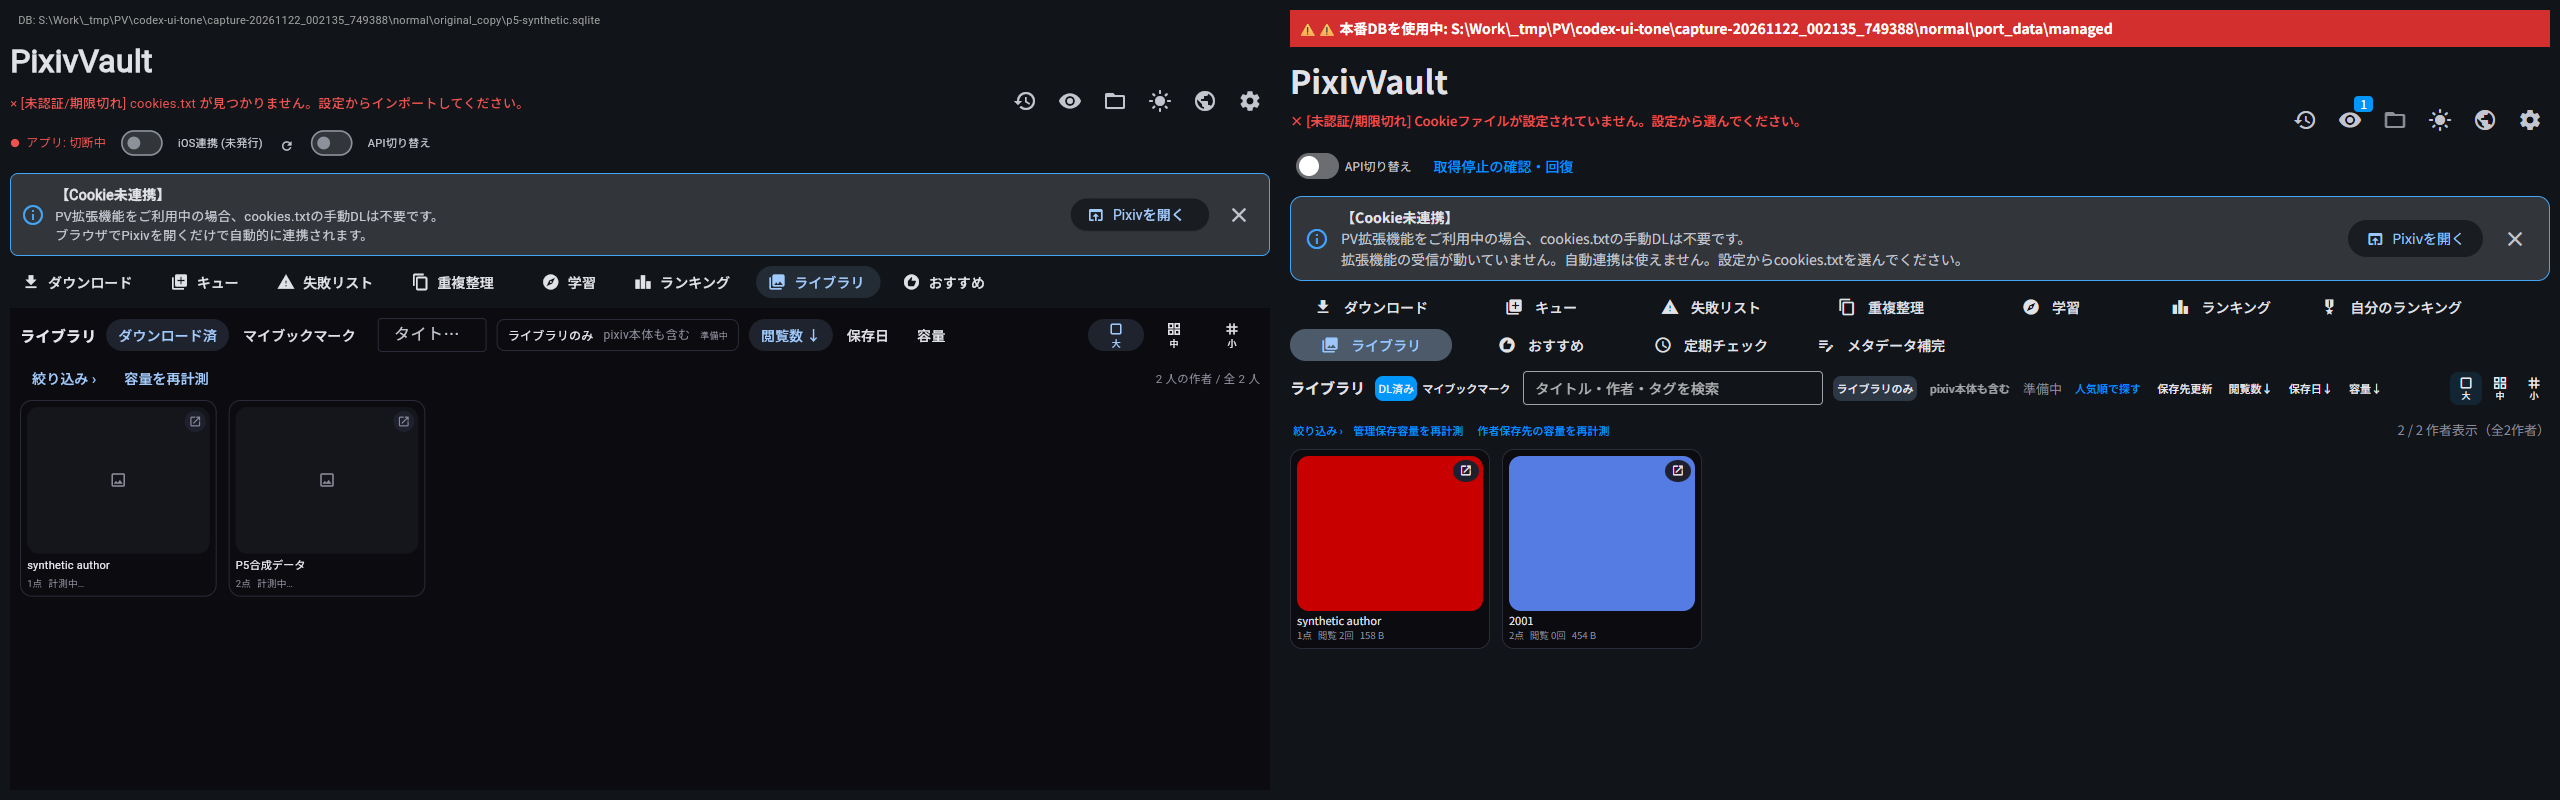 DB: S:\Work\_tmp\PV\codex-ui-tone\capture-20261122_002135_749388\normal\original_copy\p5-synthetic.sqlite
PixivVault
× [未認証/期限切れ] cookies.txt が見つかりません。設定からインポートしてください。
アプリ: 切断中 iOS連携 (未発行) API切り替え
【Cookie未連携】
PV拡張機能をご利用中の場合、cookies.txtの手動DLは不要です。
ブラウザでPixivを開くだけで自動的に連携されます。
Pixivを開く
ダウンロード キュー 失敗リスト 重複整理 学習 ランキング ライブラリ おすすめ
ライブラリ ダウンロード済 マイブックマーク タイト… ライブラリのみ pixiv本体も含む 準備中 閲覧数↓ 保存日 容量 大 中 小
絞り込み › 容量を再計測 2 人の作者 / 全 2 人
synthetic author
1点 計測中…
P5合成データ
2点 計測中…
本番DBを使用中: S:\Work\_tmp\PV\codex-ui-tone\capture-20261122_002135_749388\normal\port_data\managed
PixivVault
1
× [未認証/期限切れ] Cookieファイルが設定されていません。設定から選んでください。
API切り替え 取得停止の確認・回復
【Cookie未連携】
PV拡張機能をご利用中の場合、cookies.txtの手動DLは不要です。
拡張機能の受信が動いていません。自動連携は使えません。設定からcookies.txtを選んでください。
Pixivを開く
ダウンロード キュー 失敗リスト 重複整理 学習 ランキング 自分のランキング
ライブラリ おすすめ 定期チェック メタデータ補完
ライブラリ DL済み マイブックマーク タイトル・作者・タグを検索 ライブラリのみ pixiv本体も含む 準備中 人気順で探す 保存先更新 閲覧数↓ 保存日↓ 容量↓ 大 中 小
絞り込み › 管理保存容量を再計測 作者保存先の容量を再計測 2 / 2 作者表示（全2作者）
synthetic author
1点 閲覧 2回 158 B
2001
2点 閲覧 0回 454 B